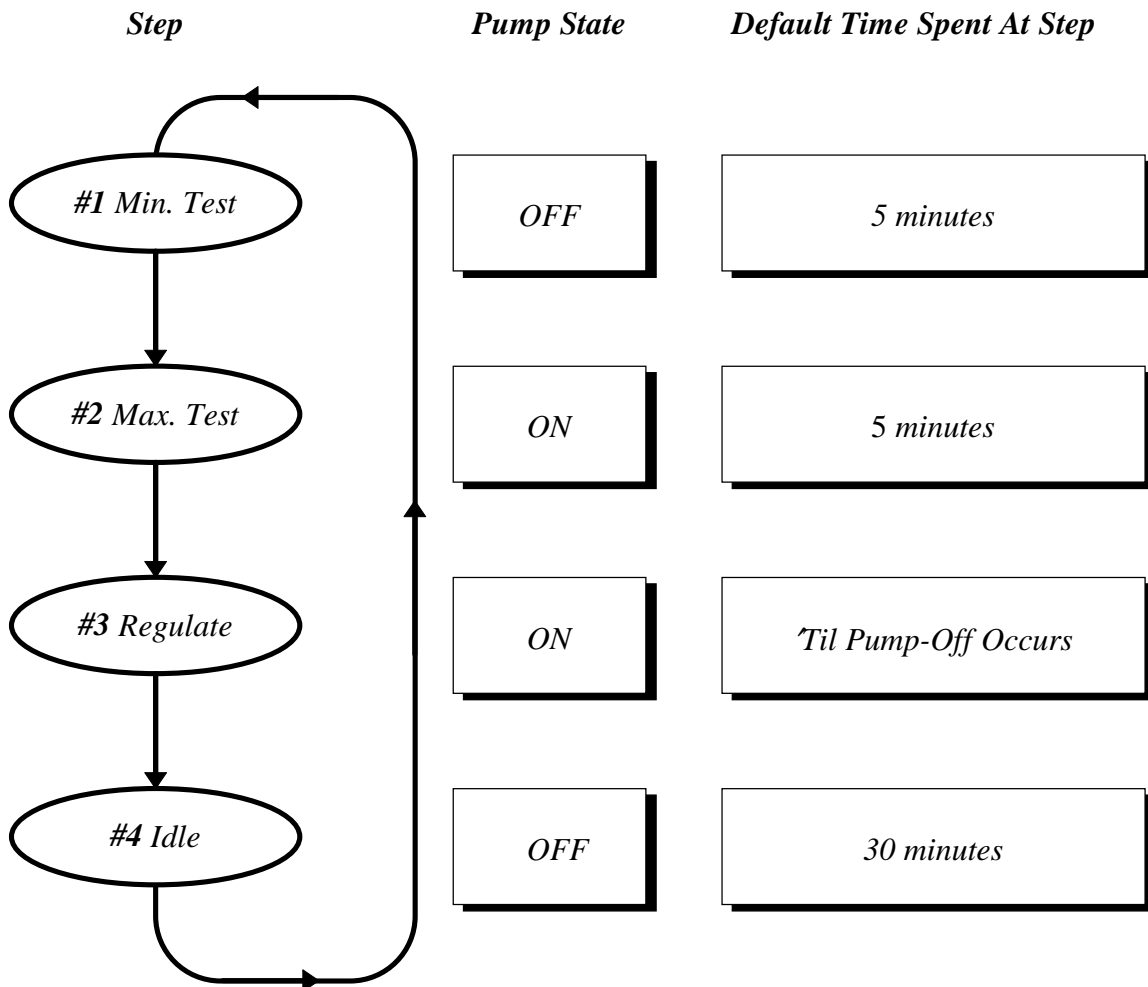 Step Pump State Default Time Spent At Step
#1 Min. Test OFF 5 minutes
#2 Max. Test ON 5 minutes
#3 Regulate ON 'Til Pump-Off Occurs
#4 Idle OFF 30 minutes